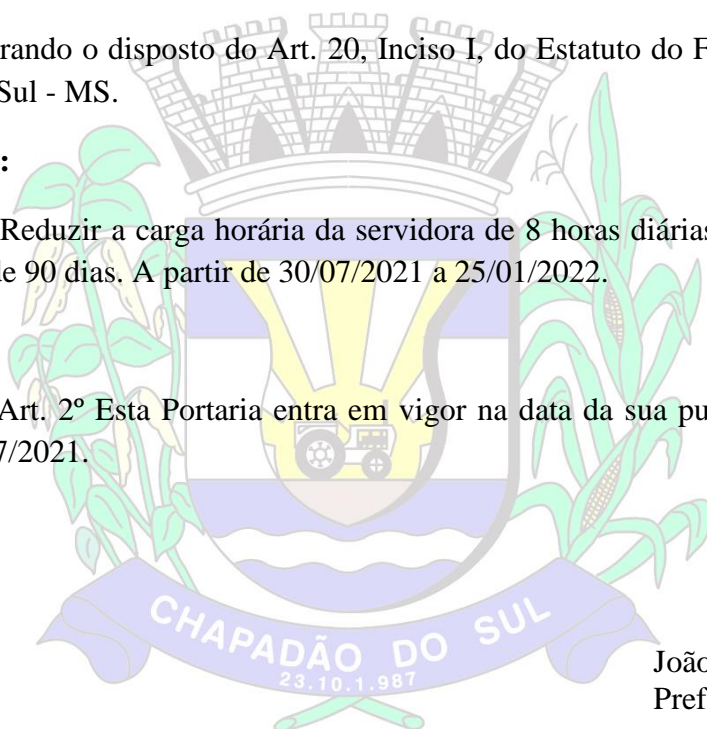 rando o disposto do Art. 20, Inciso I, do Estatuto do F
Sul - MS.
:
Reduzir a carga horária da servidora de 8 horas diárias
e 90 dias. A partir de 30/07/2021 a 25/01/2022.
Art. 2º Esta Portaria entra em vigor na data da sua pu
7/2021.
CHAPADÃO DO SUL
23.10.1.987
João
Pref